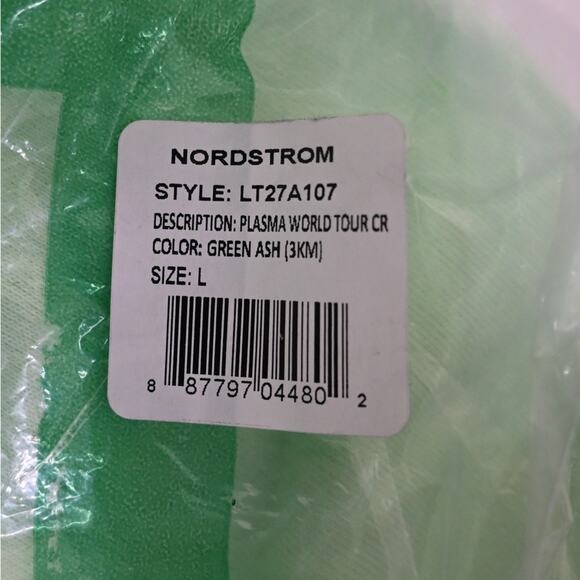 NORDSTROM
STYLE: LT27A107
DESCRIPTION: PLASMA WORLD TOUR CR
COLOR: GREEN ASH (3KM)
SIZE: L
8 87797 04480 2